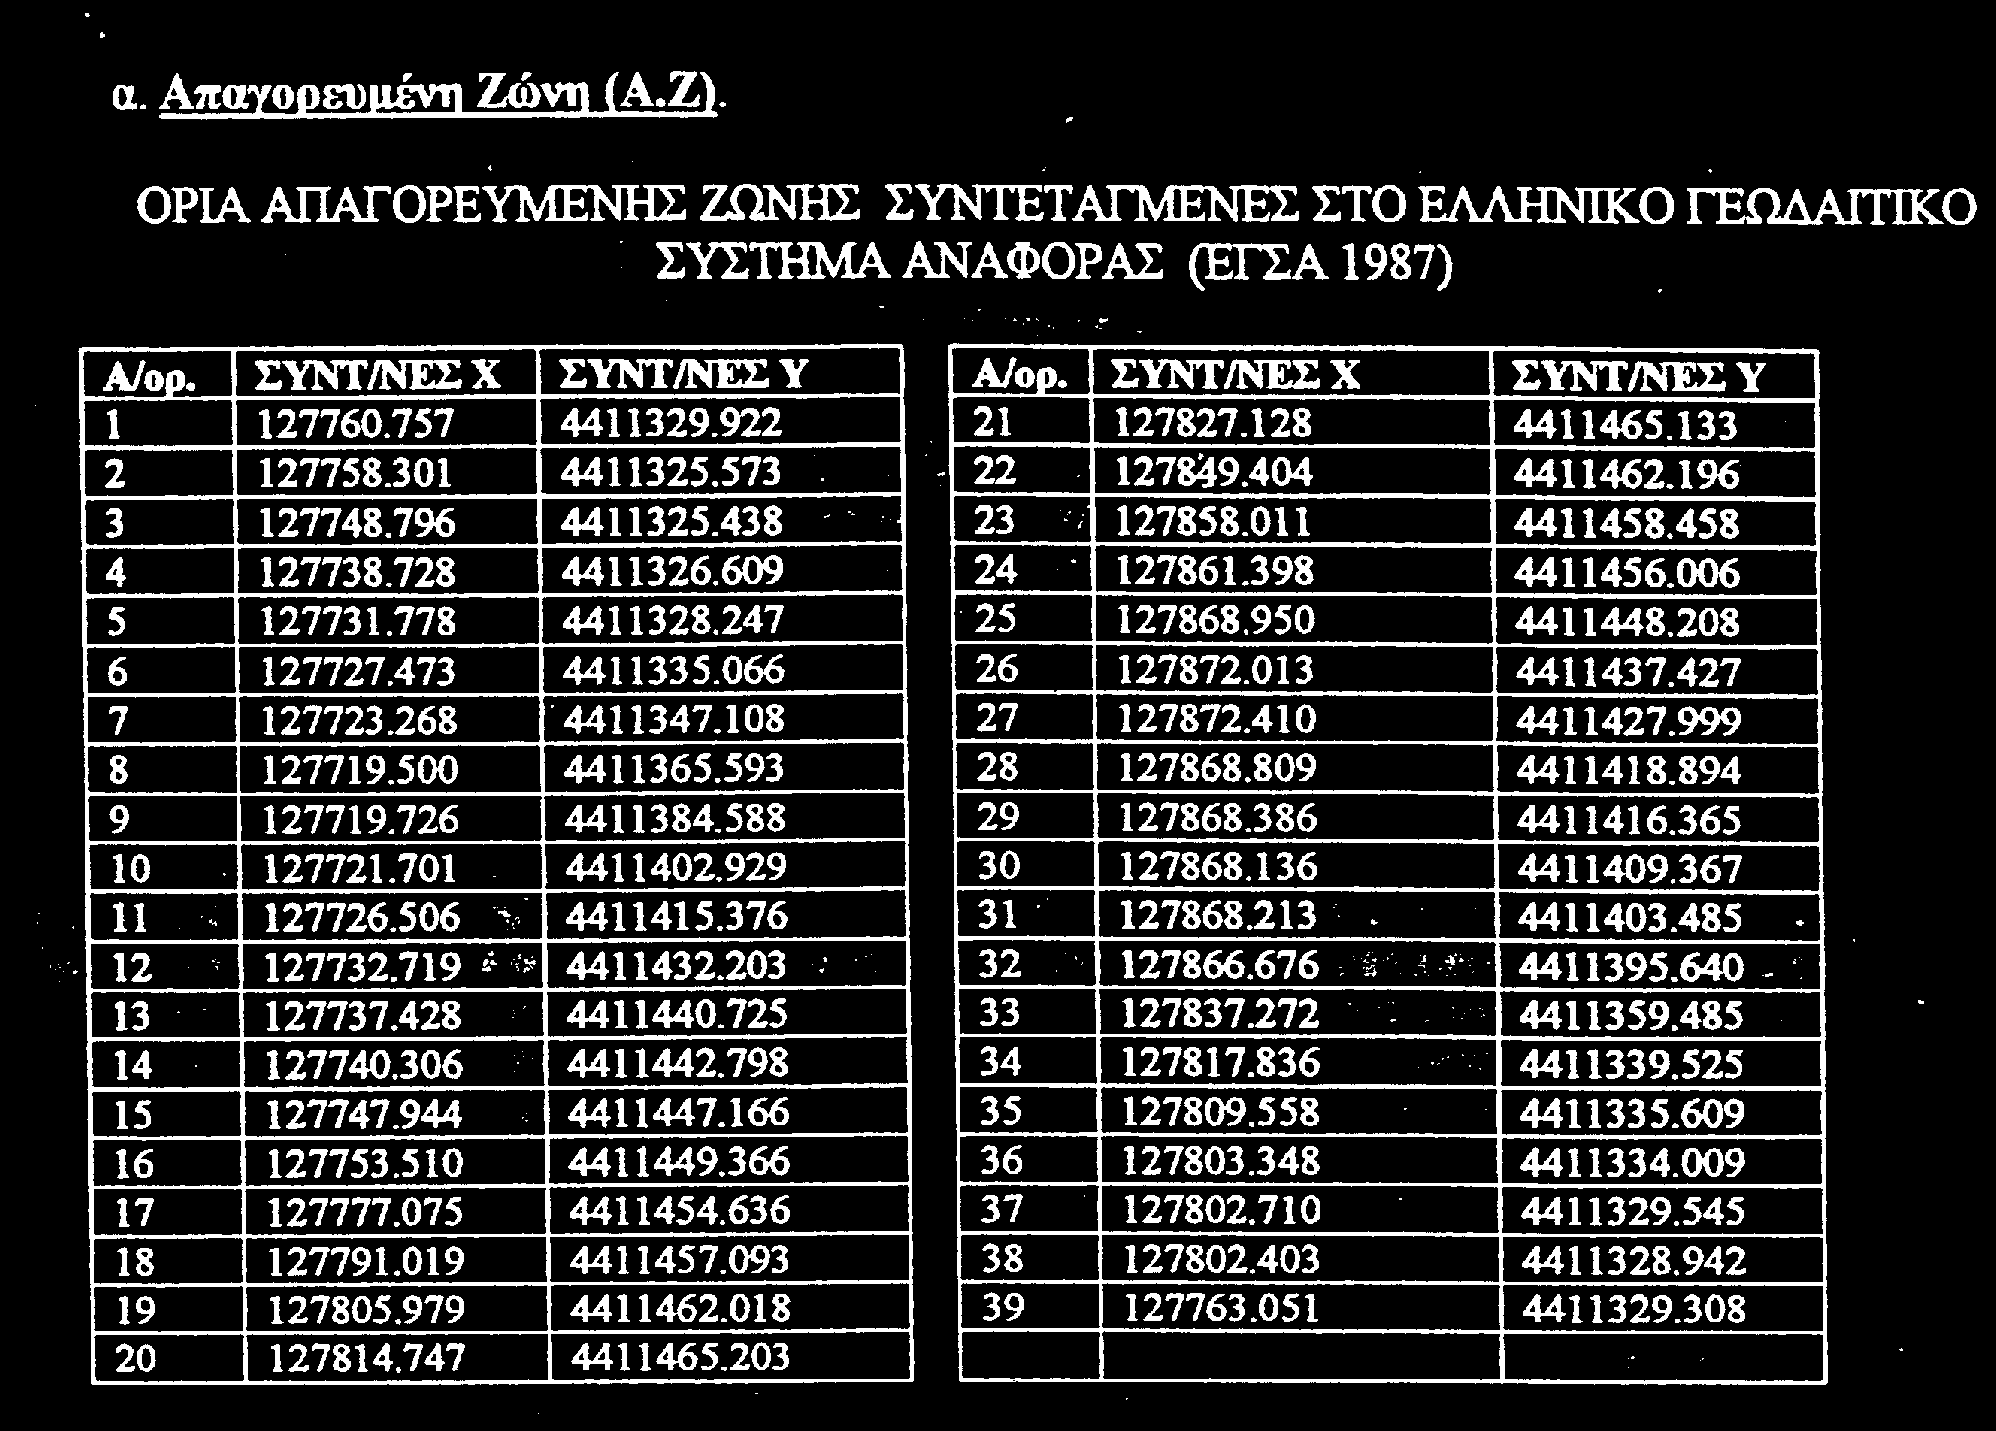 α. Απαγορευμένη Ζώνη (Α.Ζ).
ΟΡΙΑ ΑΠΑΓΟΡΕΥΜΕΝΗΣ ΖΩΝΗΣ ΣΥΝΤΕΤΑΓΜΕΝΕΣ ΣΤΟ ΕΛΛΗΝΙΚΟ ΓΕΩΔΑΙΤΙΚΟ
ΣΥΣΤΗΜΑ ΑΝΑΦΟΡΑΣ (ΕΓΣΑ 1987)
Α/ορ. ΣΥΝΤ/ΝΕΣ Χ ΣΥΝΤ/ΝΕΣ Υ
1 127760.757 4411329.922
2 127758.301 4411325.573
3 127748.796 4411325.438
4 127738.728 4411326.609
5 127731.778 4411328.247
6 127727.473 4411335.066
7 127723.268 4411347.108
8 127719.500 4411365.593
9 127719.726 4411384.588
10 127721.701 4411402.929
11 127726.506 4411415.376
12 127732.719 4411432.203
13 127737.428 4411440.725
14 127740.306 4411442.798
15 127747.944 4411447.166
16 127753.510 4411449.366
17 127777.075 4411454.636
18 127791.019 4411457.093
19 127805.979 4411462.018
20 127814.747 4411465.203
Α/ορ. ΣΥΝΤ/ΝΕΣ Χ ΣΥΝΤ/ΝΕΣ Υ
21 127827.128 4411465.133
22 127849.404 4411462.196
23 127858.011 4411458.458
24 127861.398 4411456.006
25 127868.950 4411448.208
26 127872.013 4411437.427
27 127872.410 4411427.999
28 127868.809 4411418.894
29 127868.386 4411416.365
30 127868.136 4411409.367
31 127868.213 4411403.485
32 127866.676 4411395.640
33 127837.272 4411359.485
34 127817.836 4411339.525
35 127809.558 4411335.609
36 127803.348 4411334.009
37 127802.710 4411329.545
38 127802.403 4411328.942
39 127763.051 4411329.308